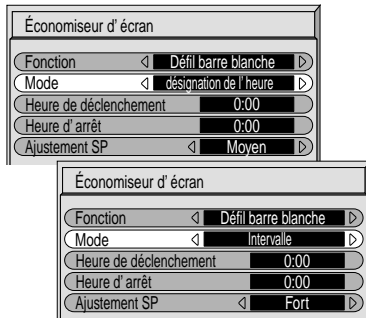 Économiseur d' écran
Fonction Défil barre blanche
Mode désignation de l' heure
Heure de déclenchement 0:00
Heure d' arrêt 0:00
Ajustement SP Moyen
Économiseur d' écran
Fonction Défil barre blanche
Mode Intervalle
Heure de déclenchement 0:00
Heure d' arrêt 0:00
Ajustement SP Fort